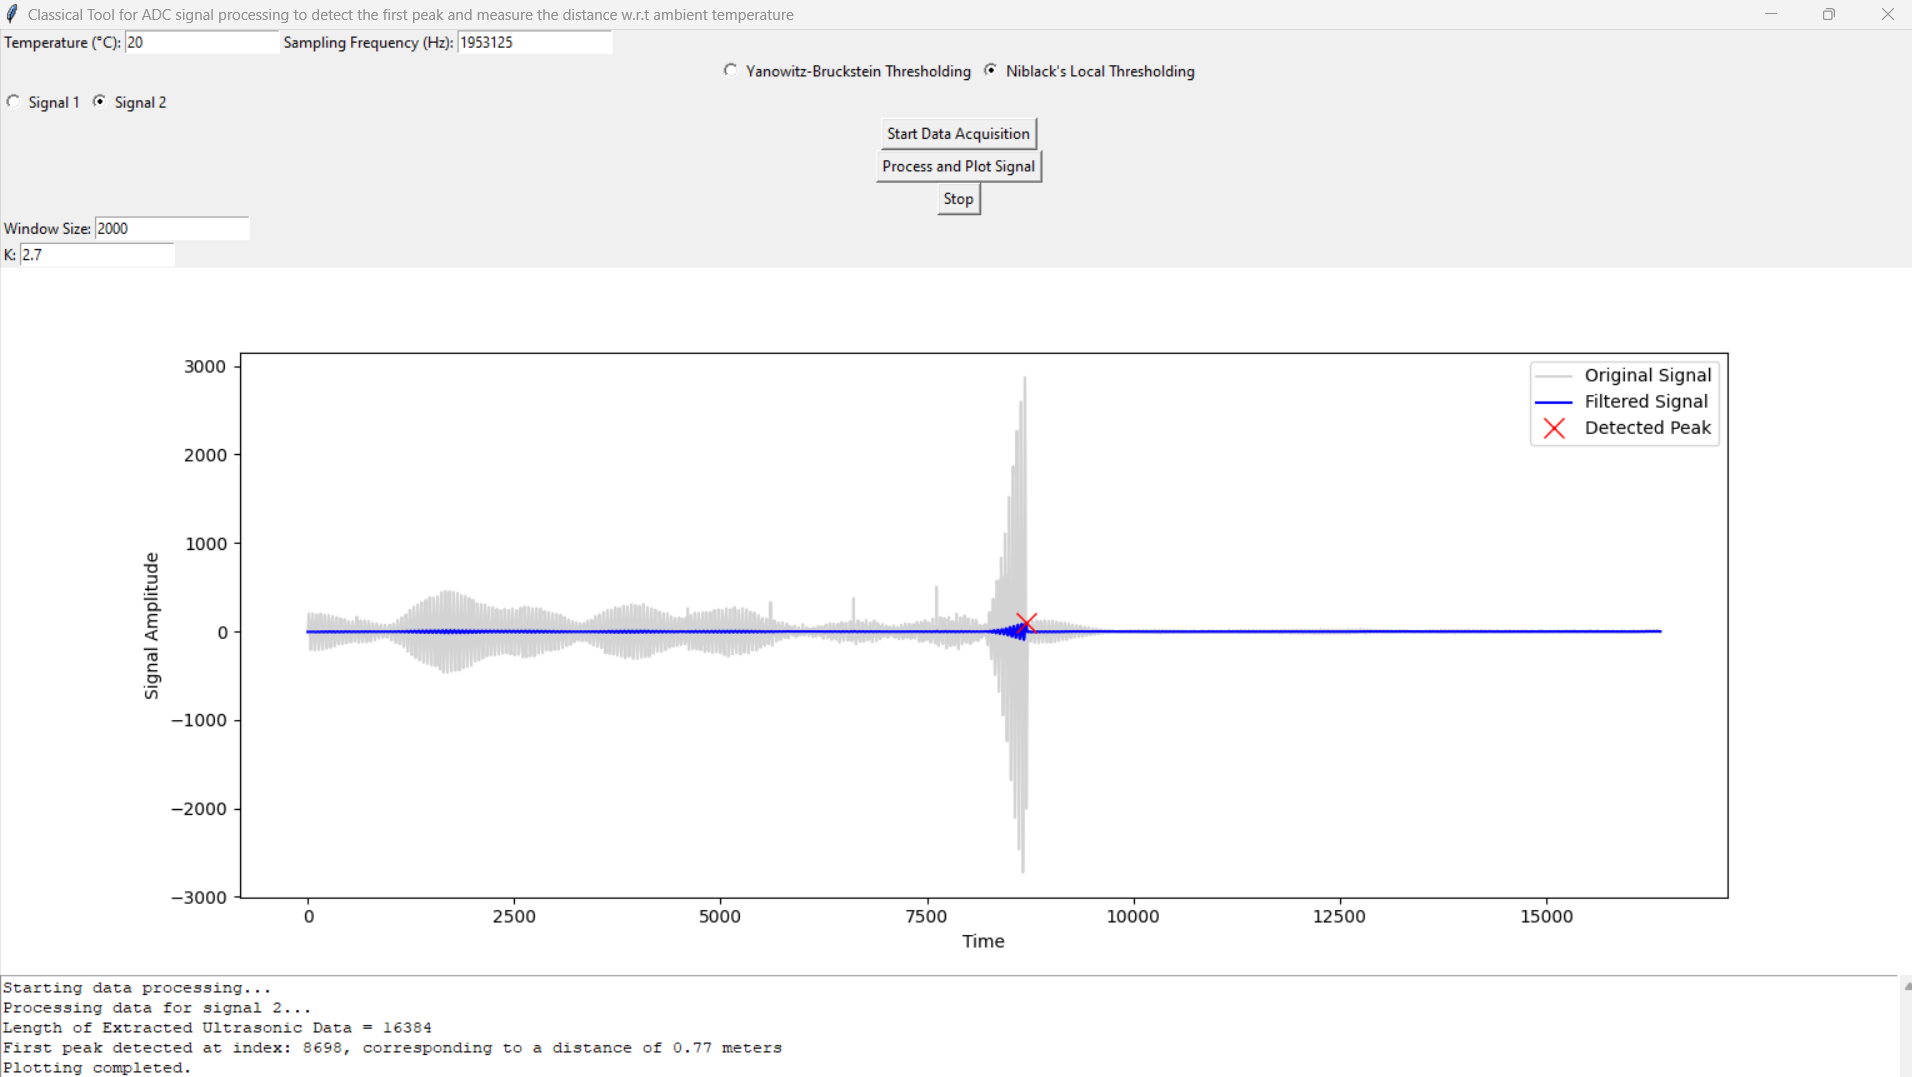 Classical Tool for ADC signal processing to detect the first peak and measure the distance w.r.t ambient temperature
Temperature (°C): 20 Sampling Frequency (Hz): 1953125
Yanowitz-Bruckstein Thresholding Niblack's Local Thresholding
Signal 1 Signal 2
Start Data Acquisition
Process and Plot Signal
Stop
Window Size: 2000
K: 2.7
Original Signal
Filtered Signal
Detected Peak
3000
2000
1000
0
−1000
−2000
−3000
Signal Amplitude
0 2500 5000 7500 10000 12500 15000
Time
Starting data processing...
Processing data for signal 2...
Length of Extracted Ultrasonic Data = 16384
First peak detected at index: 8698, corresponding to a distance of 0.77 meters
Plotting completed.